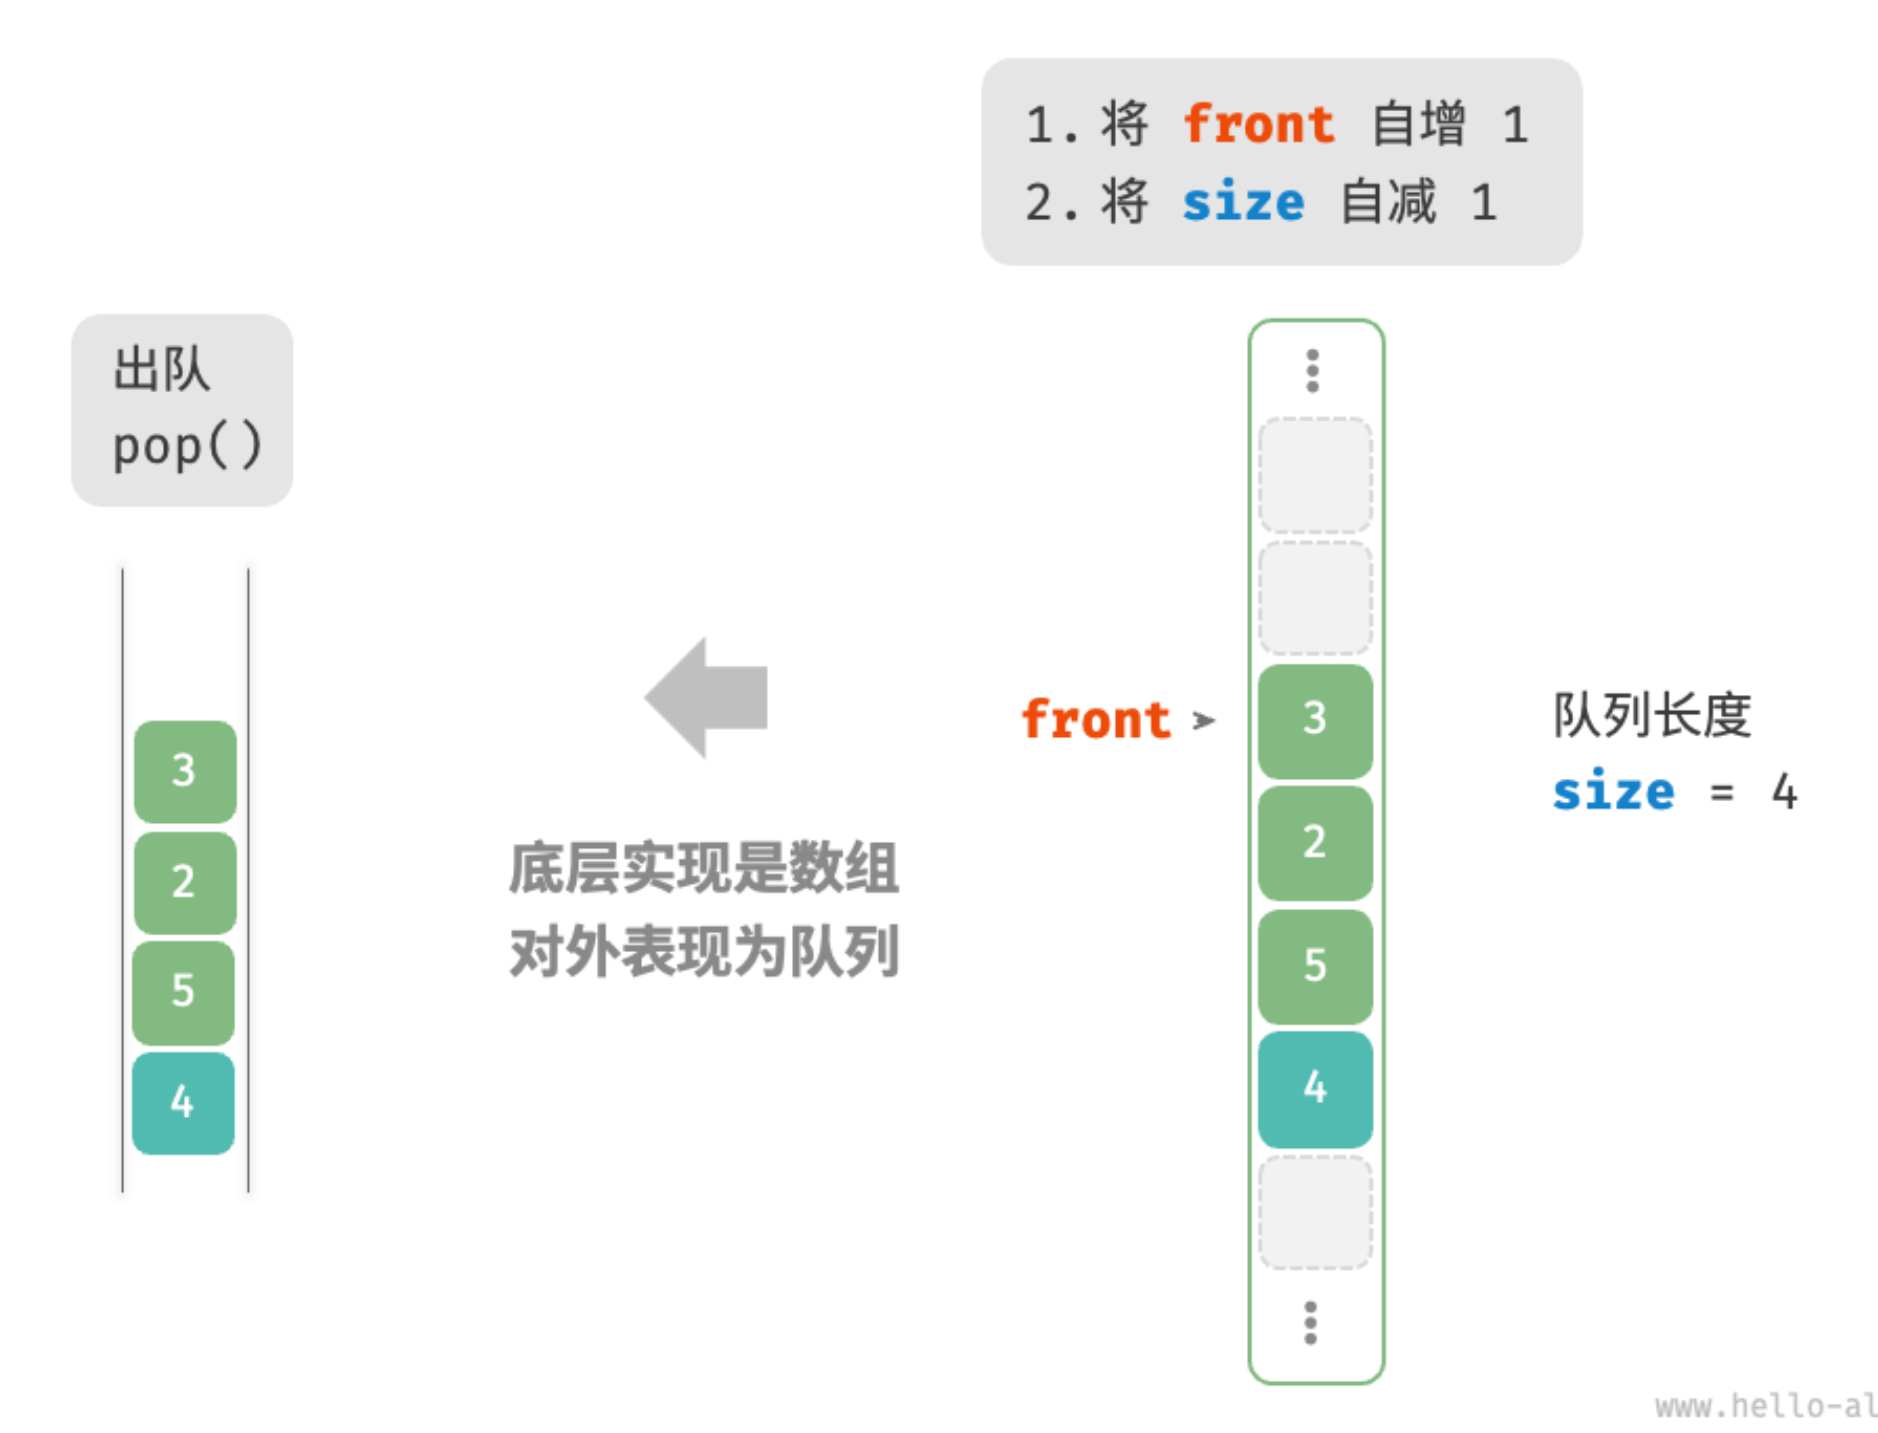 1. 将 front 自增 1
2. 将 size 自减 1
出队
pop()
3
2
5
4
底层实现是数组
对外表现为队列
front
3
2
5
4
队列长度
size = 4
www.hello-al